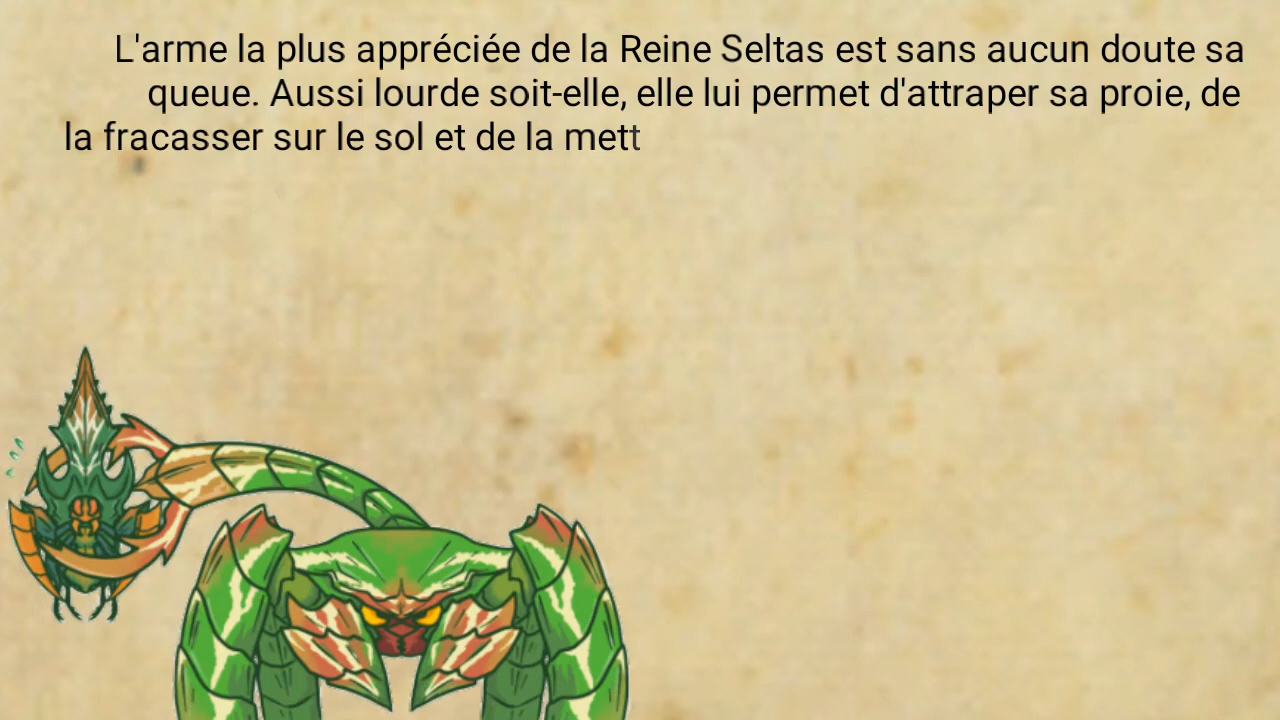 L'arme la plus appréciée de la Reine Seltas est sans aucun doute sa
queue. Aussi lourde soit-elle, elle lui permet d'attraper sa proie, de
la fracasser sur le sol et de la mett